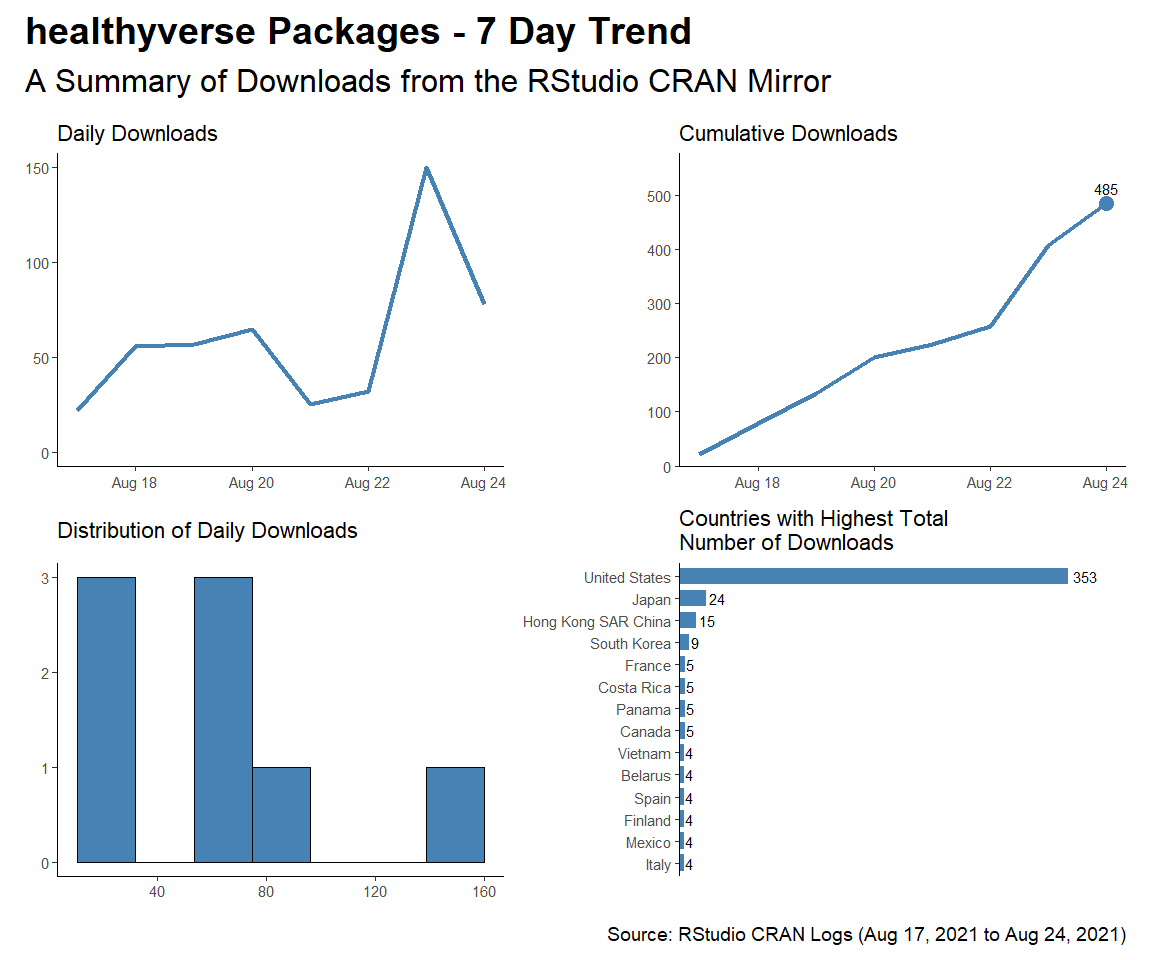 healthyverse Packages - 7 Day Trend
A Summary of Downloads from the RStudio CRAN Mirror
Daily Downloads
150
100
50
0
Aug 18 Aug 20 Aug 22 Aug 24
Cumulative Downloads
485
500
400
300
200
100
0
Aug 18 Aug 20 Aug 22 Aug 24
Distribution of Daily Downloads
3
2
1
0
40 80 120 160
Countries with Highest Total
Number of Downloads
United States 353
Japan 24
Hong Kong SAR China 15
South Korea 9
France 5
Costa Rica 5
Panama 5
Canada 5
Vietnam 4
Belarus 4
Spain 4
Finland 4
Mexico 4
Italy 4
Source: RStudio CRAN Logs (Aug 17, 2021 to Aug 24, 2021)